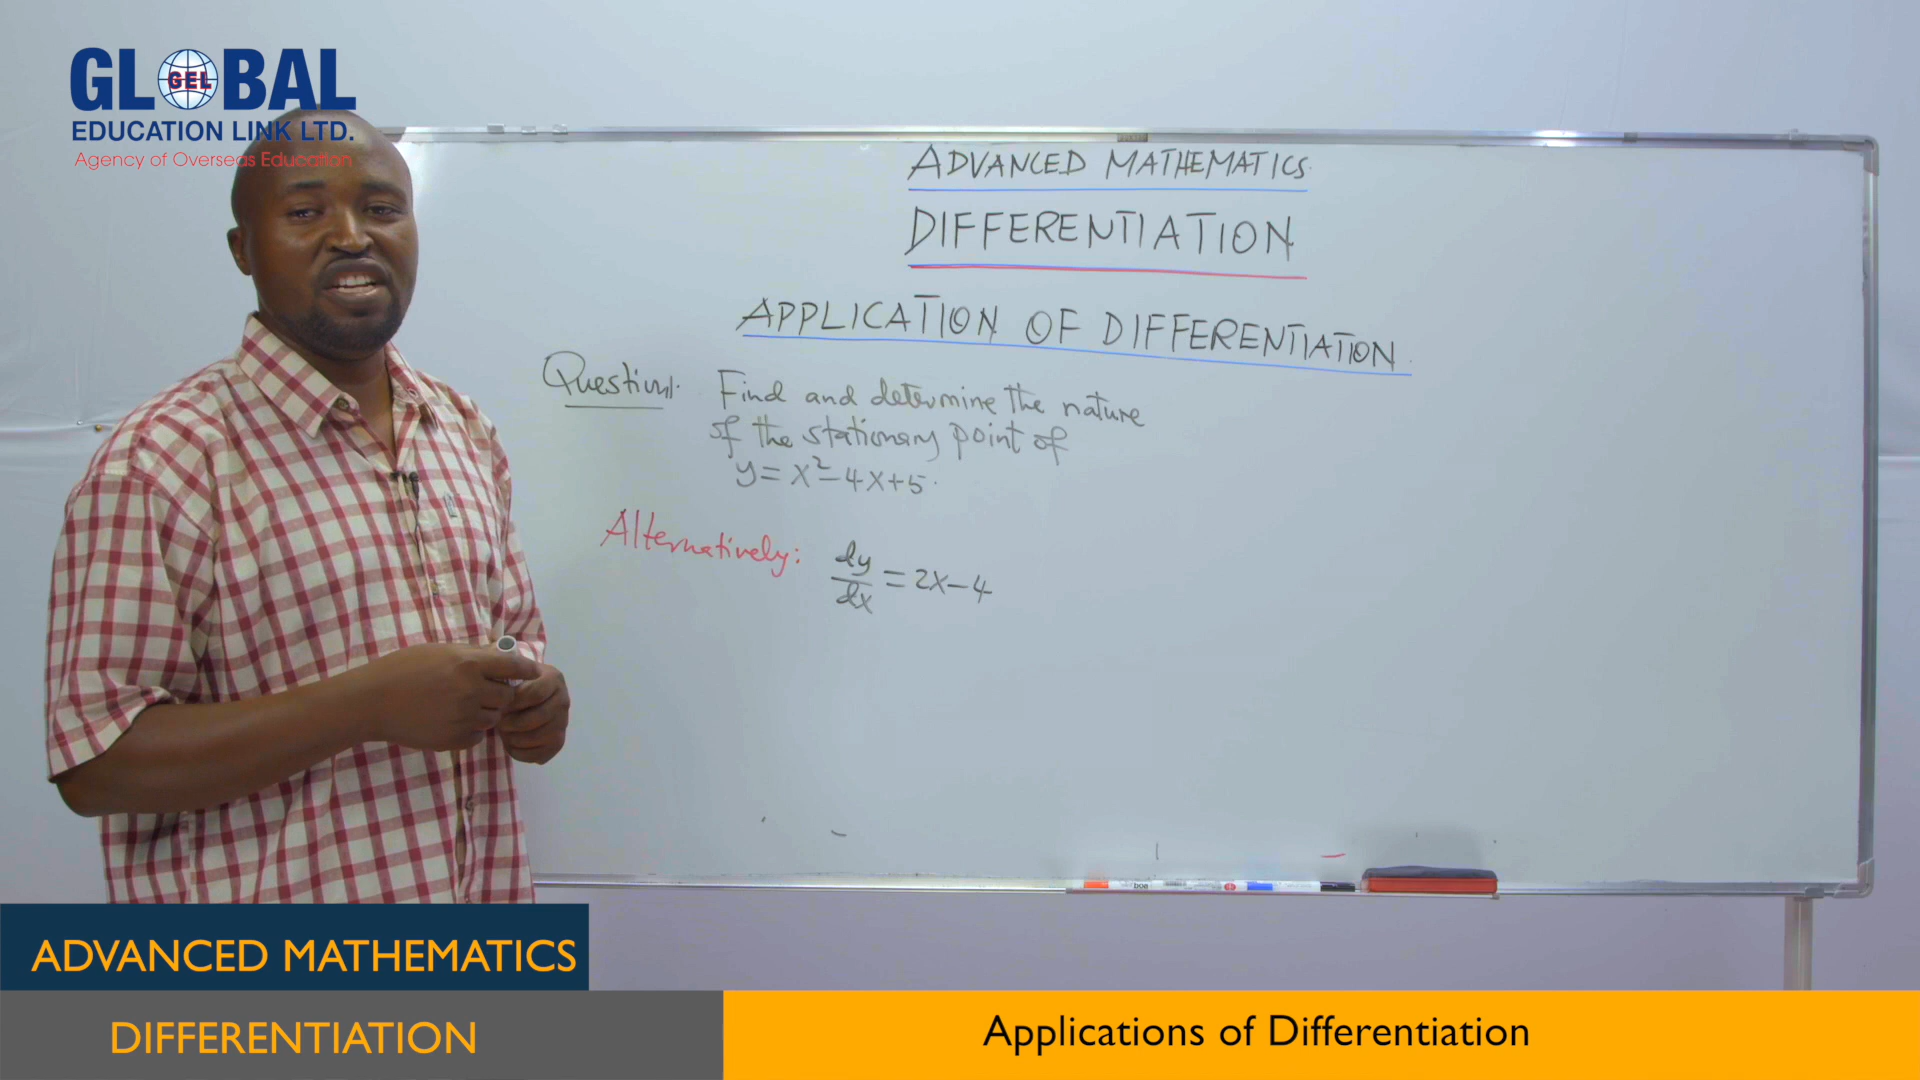 GLOBAL
GEL
EDUCATION LINK LTD.
Agency of Overseas Education
ADVANCED MATHEMATICS
DIFFERENTIATION
APPLICATION OF DIFFERENTIATION
Question1. Find and determine the nature
of the stationary point of
y = x² - 4x + 5.
Alternatively: dy/dx = 2x - 4
ADVANCED MATHEMATICS
DIFFERENTIATION
Applications of Differentiation